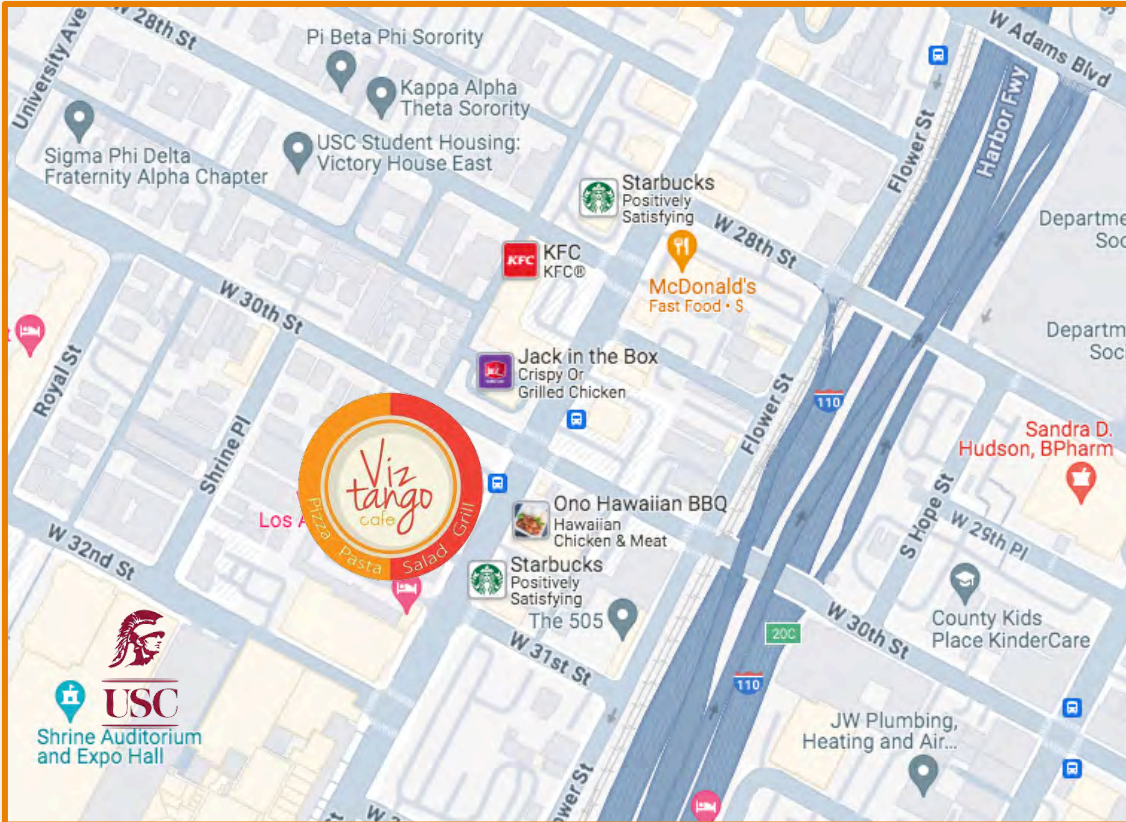 W 28th St
University Ave
Pi Beta Phi Sorority
Kappa Alpha
Theta Sorority
USC Student Housing:
Victory House East
Sigma Phi Delta
Fraternity Alpha Chapter
W Adams Blvd
Harbor Fwy
Flower St
Starbucks
Positively
Satisfying
W 28th St
KFC
KFC
KFC®
McDonald's
Fast Food • $
W 30th St
Royal St
Shrine Pl
Jack in the Box
Crispy Or
Grilled Chicken
110
Flower St
Sandra D.
Hudson, BPharm
Viz
tango
cafe
Pizza Pasta Salad Grill
Los
Ono Hawaiian BBQ
Hawaiian
Chicken & Meat
S Hope St
W 29th Pl
W 32nd St
Starbucks
Positively
Satisfying
The 505
County Kids
Place KinderCare
20C
W 30th St
W 31st St
110
USC
Shrine Auditorium
and Expo Hall
JW Plumbing,
Heating and Air...